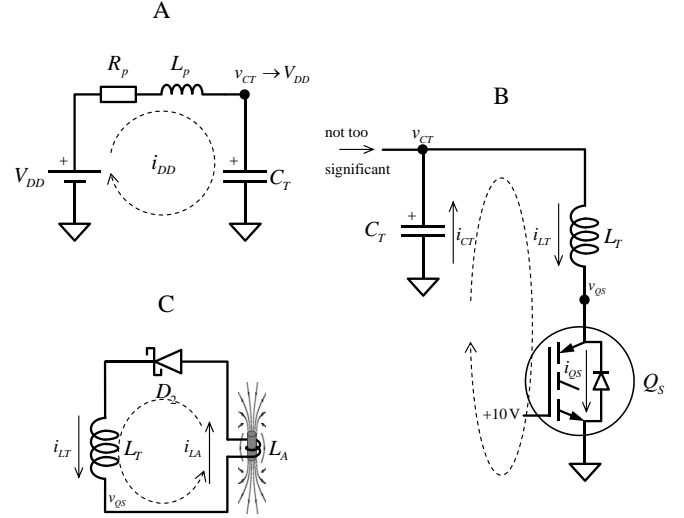 A
R_p
L_p
v_CT → V_DD
+
V_DD
i_DD
+
C_T
B
not too
significant
v_CT
+
C_T
i_CT
i_LT
L_T
v_QS
i_QS
Q_S
+10 V
C
D_2
i_LT
L_T
i_LA
L_A
v_QS